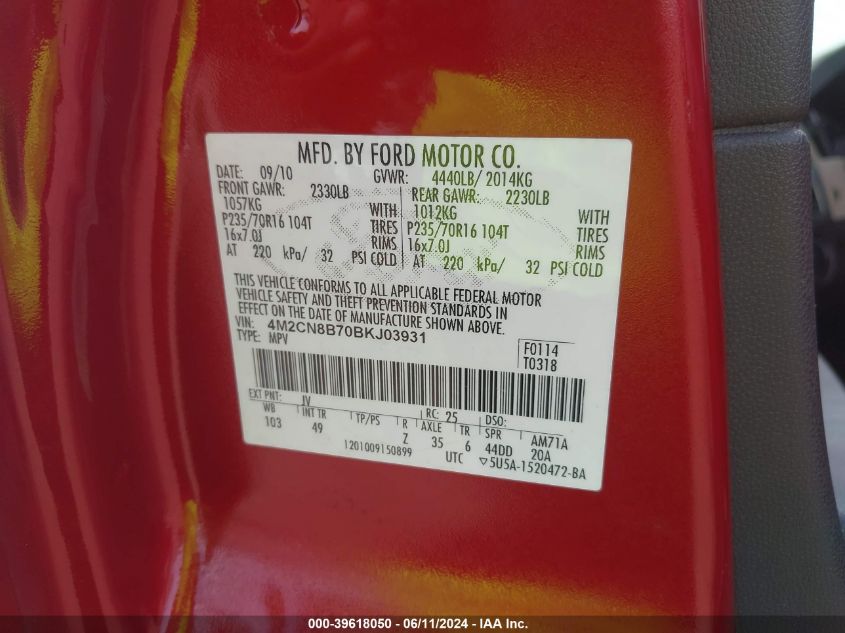 MFD. BY FORD MOTOR CO.
DATE: 09/10 GVWR: 4440LB/ 2014KG
FRONT GAWR: 2330LB REAR GAWR: 2230LB
1057KG WITH 1012KG WITH
P235/70R16 104T TIRES P235/70R16 104T TIRES
16x7.0J RIMS 16x7.0J RIMS
AT 220 kPa/ 32 PSI COLD AT 220 kPa/ 32 PSI COLD
THIS VEHICLE CONFORMS TO ALL APPLICABLE FEDERAL MOTOR
VEHICLE SAFETY AND THEFT PREVENTION STANDARDS IN
EFFECT ON THE DATE OF MANUFACTURE SHOWN ABOVE.
VIN: 4M2CN8B70BKJ03931
TYPE: MPV
F0114
T0318
EXT PNT: JV RC: 25 DSO:
WB INT TR TP/PS R AXLE TR SPR AM71A
103 49 Z 35 6 44DD 20A
1201009150899 UTC ▽5U5A-1520472-BA
000-39618050 - 06/11/2024 - IAA Inc.